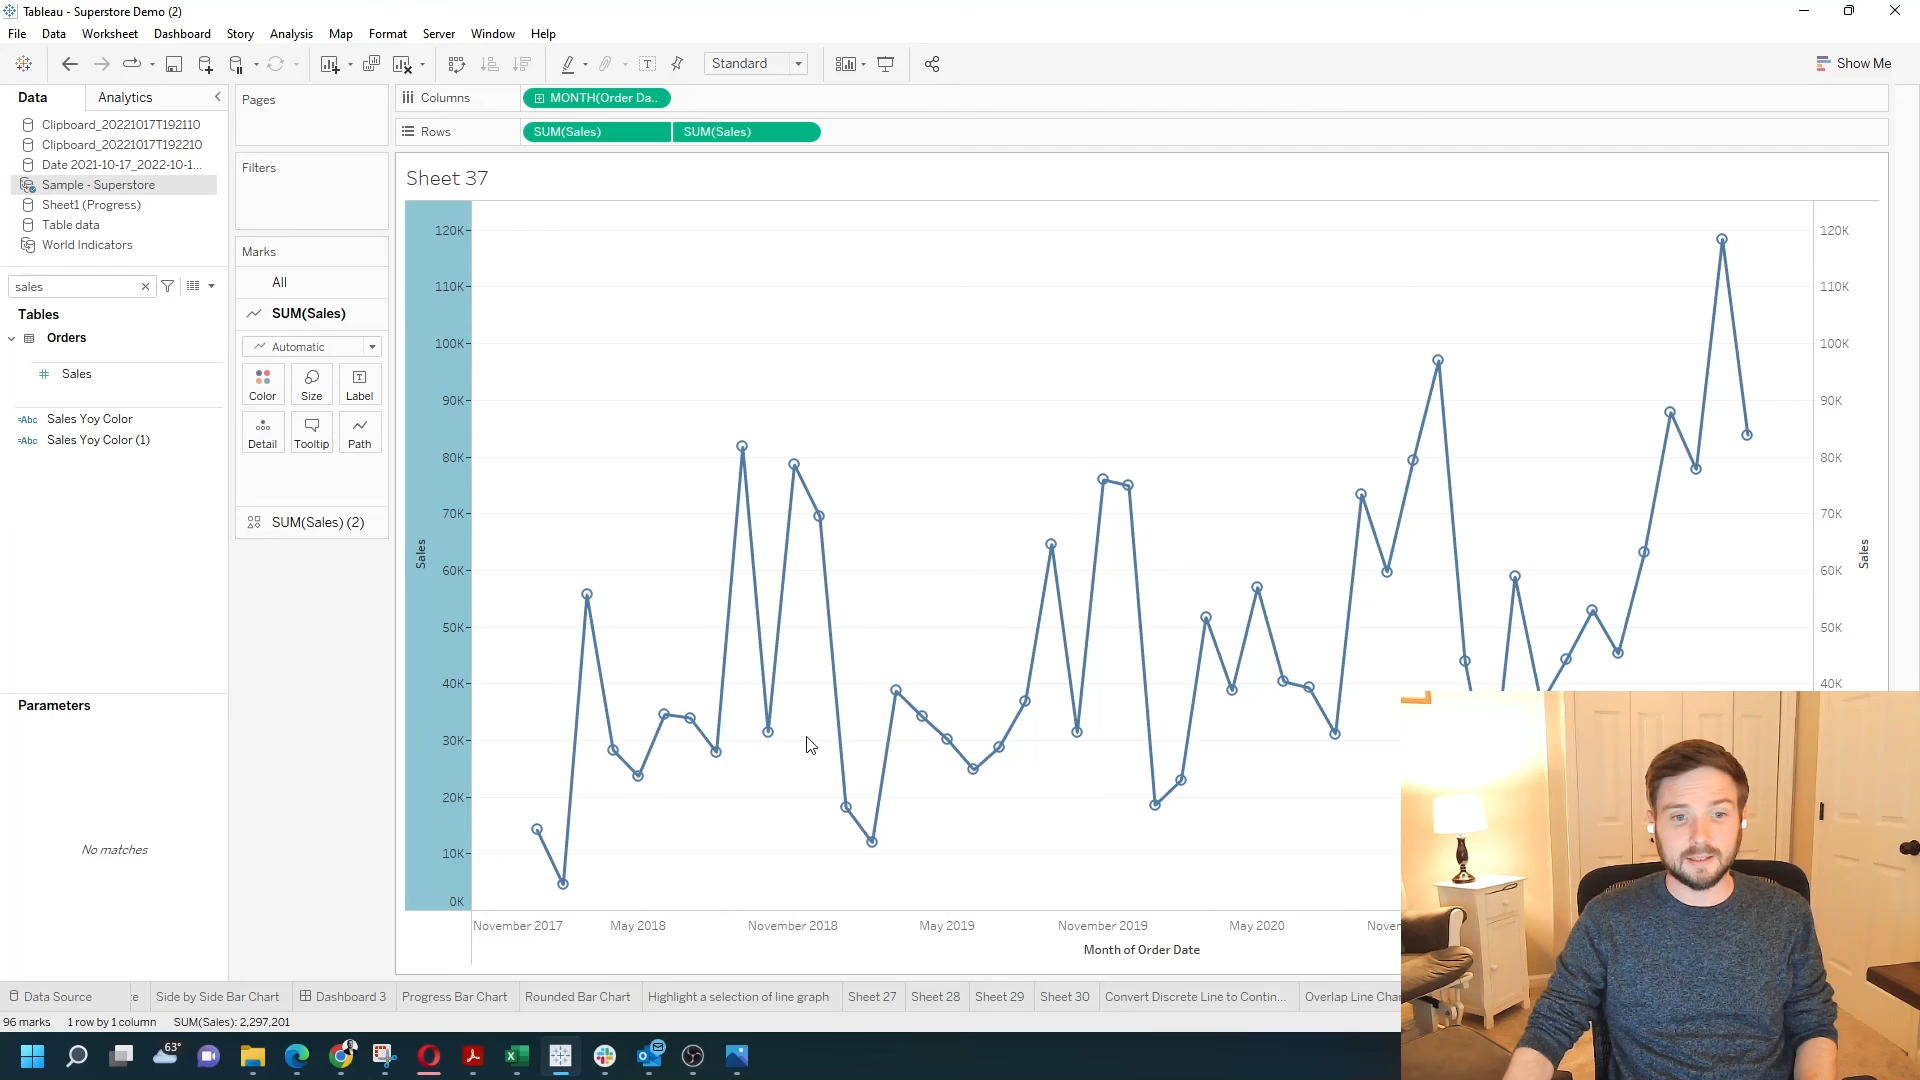 Tableau - Superstore Demo (2)
File Data Worksheet Dashboard Story Analysis Map Format Server Window Help
Standard
Show Me
Data Analytics
Clipboard_20221017T192110
Clipboard_20221017T192210
Date 2021-10-17_2022-10-1...
Sample - Superstore
Sheet1 (Progress)
Table data
World Indicators
sales
Tables
Orders
Sales
=Abc Sales Yoy Color
=Abc Sales Yoy Color (1)
Parameters
No matches
Pages
Filters
Marks
All
SUM(Sales)
Automatic
Color Size Label
Detail Tooltip Path
SUM(Sales) (2)
Columns MONTH(Order Da..
Rows SUM(Sales) SUM(Sales)
Sheet 37
120K
110K
100K
90K
80K
70K
60K
50K
40K
30K
20K
10K
0K
Sales
120K
110K
100K
90K
80K
70K
60K
50K
40K
Sales
November 2017 May 2018 November 2018 May 2019 November 2019 May 2020 Nover
Month of Order Date
Data Source te Side by Side Bar Chart Dashboard 3 Progress Bar Chart Rounded Bar Chart Highlight a selection of line graph Sheet 27 Sheet 28 Sheet 29 Sheet 30 Convert Discrete Line to Contin... Overlap Line Char
96 marks 1 row by 1 column SUM(Sales): 2,297,201
63°